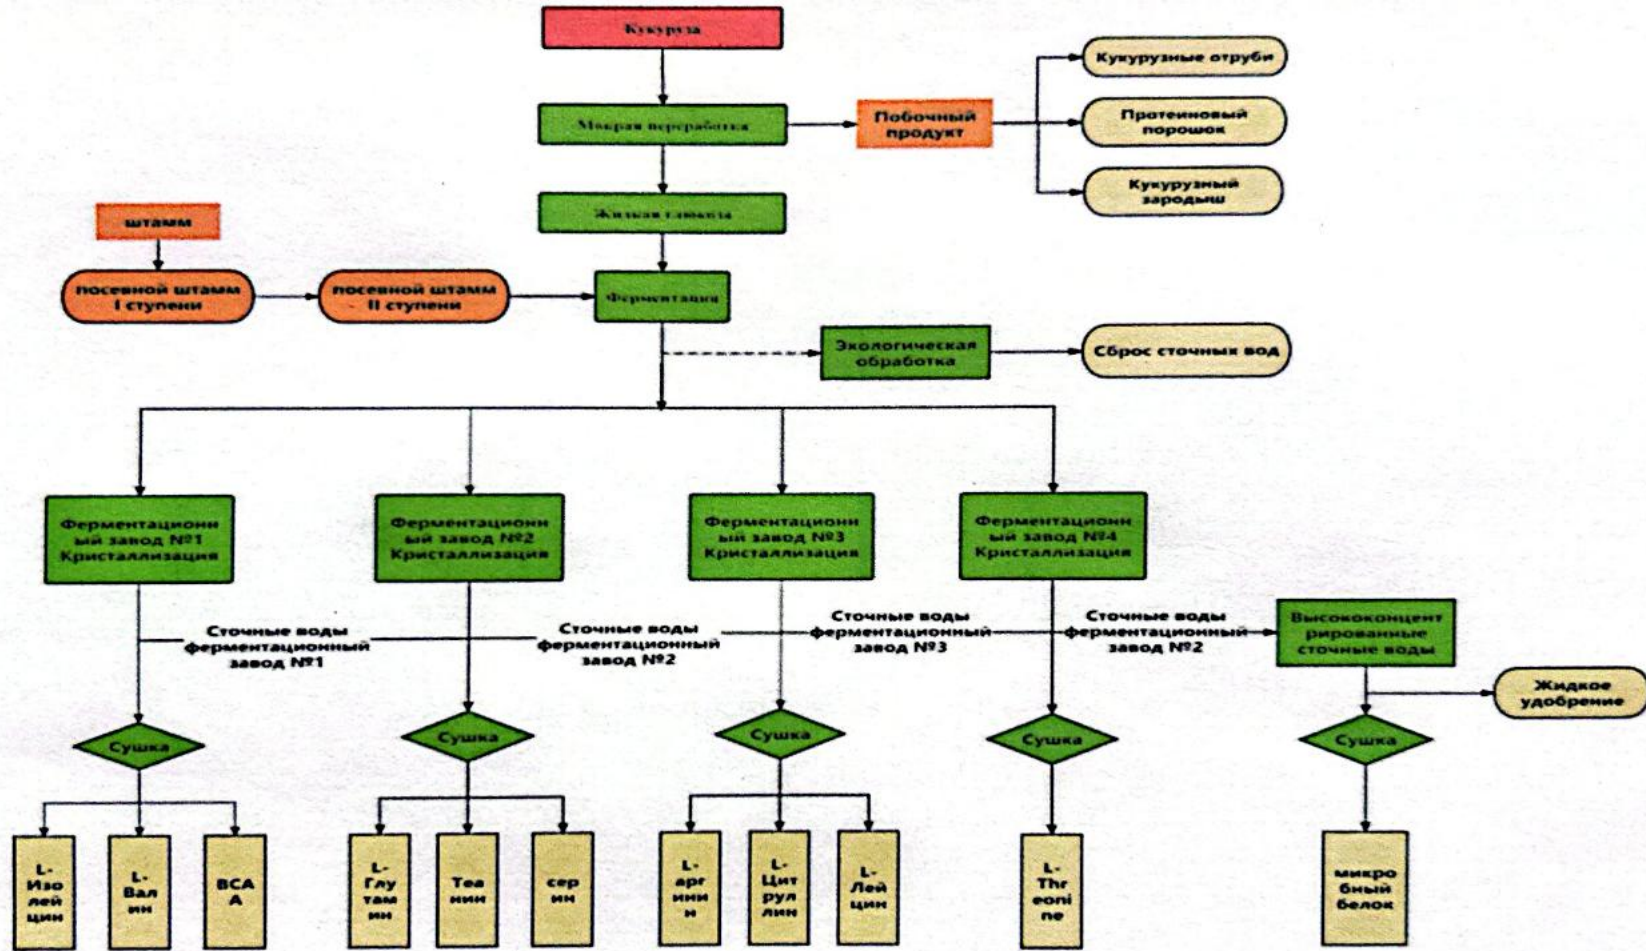 Кукуруза
Мокрая переработка
Побочный
продукт
Кукурузные отруби
Протеиновый
порошок
Кукурузный
зародыш
Жидкая глюкоза
штамм
посевной штамм
I ступени
посевной штамм
- II ступени
Ферментация
Экологическая
обработка
Сброс сточных вод
Ферментационн
ый завод №1
Кристаллизация
Ферментационн
ый завод №2
Кристаллизация
Ферментационн
ый завод №3
Кристаллизация
Ферментационн
ый завод №4
Кристаллизация
Сточные воды
ферментационный
завод №1
Сточные воды
ферментационный
завод №2
Сточные воды
ферментационный
завод №3
Сточные воды
ферментационный
завод №2
Высококонцент
рированные
сточные воды
Жидкое
удобрение
Сушка
Сушка
Сушка
Сушка
Сушка
L-
Изо
лей
цин
L-
Вал
ин
BCA
A
L-
Глу
там
ин
Теа
нин
сер
ин
L-
арг
ини
н
L-
Цит
рул
лин
L-
Лей
цин
L-
Thr
eoni
ne
микро
бный
белок